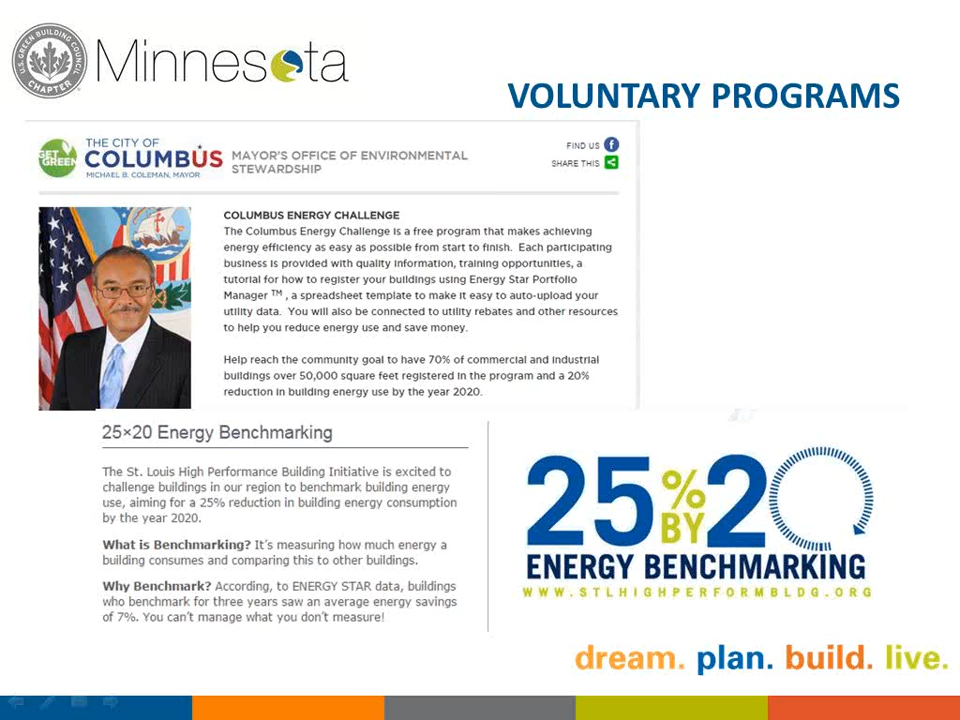 U.S. GREEN BUILDING COUNCIL
CHAPTER
Minnesota
VOLUNTARY PROGRAMS
GET GREEN
THE CITY OF
COLUMBUS
MICHAEL B. COLEMAN, MAYOR
MAYOR'S OFFICE OF ENVIRONMENTAL
STEWARDSHIP
FIND US
SHARE THIS
COLUMBUS ENERGY CHALLENGE
The Columbus Energy Challenge is a free program that makes achieving
energy efficiency as easy as possible from start to finish. Each participating
business is provided with quality information, training opportunities, a
tutorial for how to register your buildings using Energy Star Portfolio
Manager ™ , a spreadsheet template to make it easy to auto-upload your
utility data. You will also be connected to utility rebates and other resources
to help you reduce energy use and save money.
Help reach the community goal to have 70% of commercial and industrial
buildings over 50,000 square feet registered in the program and a 20%
reduction in building energy use by the year 2020.
25×20 Energy Benchmarking
The St. Louis High Performance Building Initiative is excited to
challenge buildings in our region to benchmark building energy
use, aiming for a 25% reduction in building energy consumption
by the year 2020.
What is Benchmarking? It's measuring how much energy a
building consumes and comparing this to other buildings.
Why Benchmark? According, to ENERGY STAR data, buildings
who benchmark for three years saw an average energy savings
of 7%. You can't manage what you don't measure!
25% BY 20
ENERGY BENCHMARKING
WWW.STLHIGHPERFORMBLDG.ORG
dream. plan. build. live.